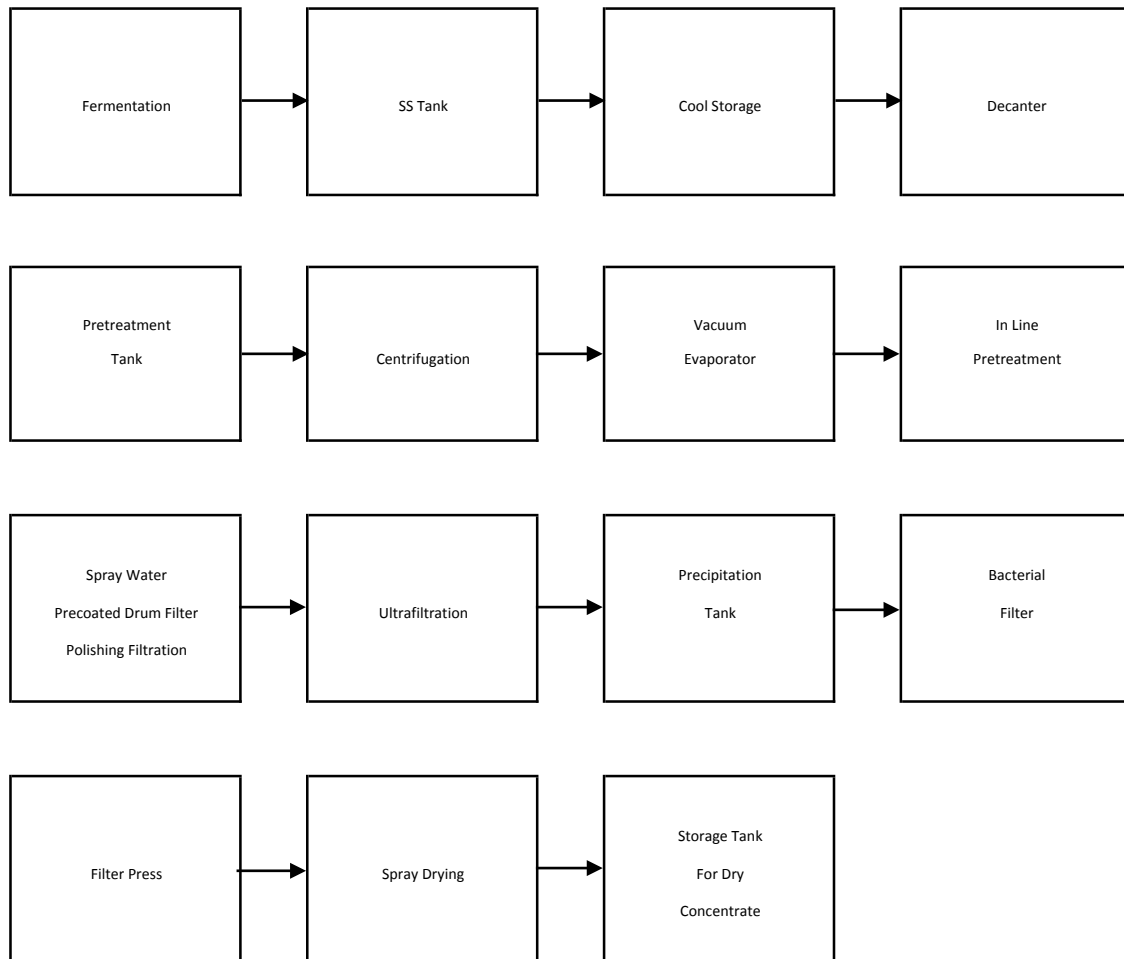 Fermentation
SS Tank
Cool Storage
Decanter
Pretreatment
Tank
Centrifugation
Vacuum
Evaporator
In Line
Pretreatment
Spray Water
Precoated Drum Filter
Polishing Filtration
Ultrafiltration
Precipitation
Tank
Bacterial
Filter
Filter Press
Spray Drying
Storage Tank
For Dry
Concentrate